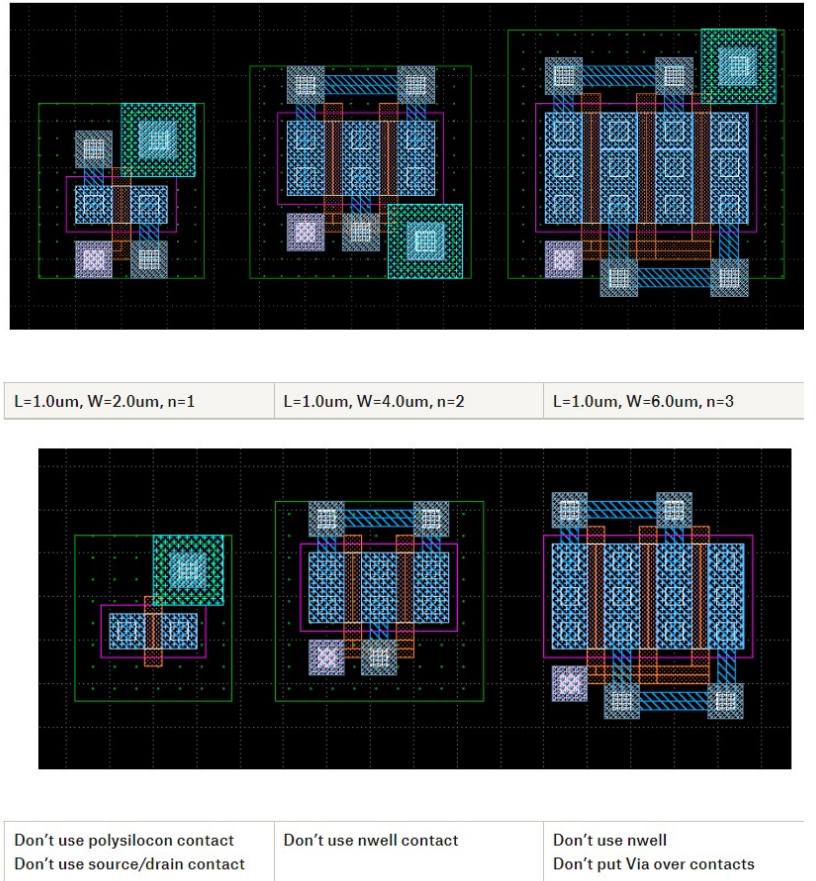 L=1.0um, W=2.0um, n=1
L=1.0um, W=4.0um, n=2
L=1.0um, W=6.0um, n=3
Don't use polysilocon contact
Don't use source/drain contact
Don't use nwell contact
Don't use nwell
Don't put Via over contacts